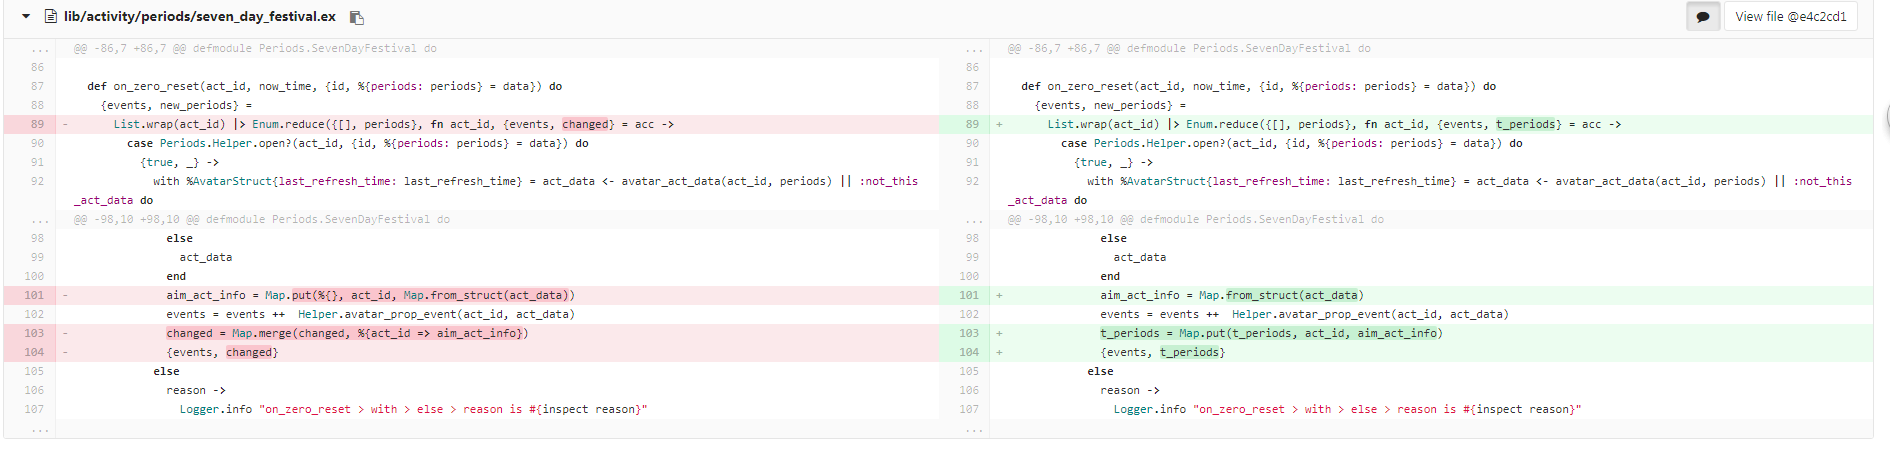 lib/activity/periods/seven_day_festival.ex
View file @e4c2cd1
... @@ -86,7 +86,7 @@ defmodule Periods.SevenDayFestival do
86
87 def on_zero_reset(act_id, now_time, {id, %{periods: periods} = data}) do
88 {events, new_periods} =
89 - List.wrap(act_id) |> Enum.reduce({[], periods}, fn act_id, {events, changed} = acc ->
90 case Periods.Helper.open?(act_id, {id, %{periods: periods} = data}) do
91 {true, _} ->
92 with %AvatarStruct{last_refresh_time: last_refresh_time} = act_data <- avatar_act_data(act_id, periods) || :not_this
_act_data do
... @@ -98,10 +98,10 @@ defmodule Periods.SevenDayFestival do
98 else
99 act_data
100 end
101 - aim_act_info = Map.put(%{}, act_id, Map.from_struct(act_data))
102 events = events ++  Helper.avatar_prop_event(act_id, act_data)
103 - changed = Map.merge(changed, %{act_id => aim_act_info})
104 - {events, changed}
105 else
106 reason ->
107 Logger.info "on_zero_reset > with > else > reason is #{inspect reason}"
...
... @@ -86,7 +86,7 @@ defmodule Periods.SevenDayFestival do
86
87 def on_zero_reset(act_id, now_time, {id, %{periods: periods} = data}) do
88 {events, new_periods} =
89 + List.wrap(act_id) |> Enum.reduce({[], periods}, fn act_id, {events, t_periods} = acc ->
90 case Periods.Helper.open?(act_id, {id, %{periods: periods} = data}) do
91 {true, _} ->
92 with %AvatarStruct{last_refresh_time: last_refresh_time} = act_data <- avatar_act_data(act_id, periods) || :not_this
_act_data do
... @@ -98,10 +98,10 @@ defmodule Periods.SevenDayFestival do
98 else
99 act_data
100 end
101 + aim_act_info = Map.from_struct(act_data)
102 events = events ++  Helper.avatar_prop_event(act_id, act_data)
103 + t_periods = Map.put(t_periods, act_id, aim_act_info)
104 + {events, t_periods}
105 else
106 reason ->
107 Logger.info "on_zero_reset > with > else > reason is #{inspect reason}"
...